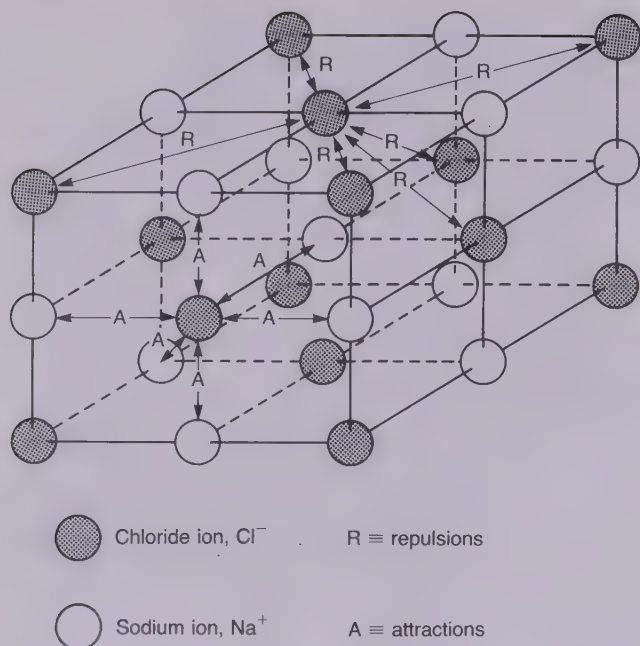 R
R
R
R
R
R
A
A
A
A
A
A
Chloride ion, Cl⁻ R ≡ repulsions
Sodium ion, Na⁺ A ≡ attractions